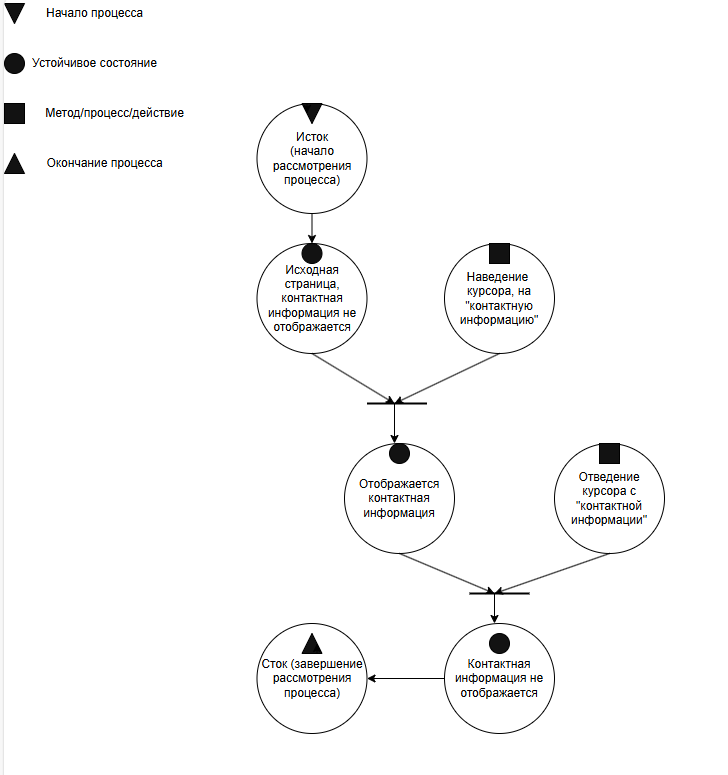 Начало процесса
Устойчивое состояние
Метод/процесс/действие
Окончание процесса
Исток
(начало
рассмотрения
процесса)
Исходная
страница,
контактная
информация не
отображается
Наведение
курсора, на
"контактную
информацию"
Отображается
контактная
информация
Отведение
курсора с
"контактной
информации"
Сток (завершение
рассмотрения
процесса)
Контактная
информация не
отображается